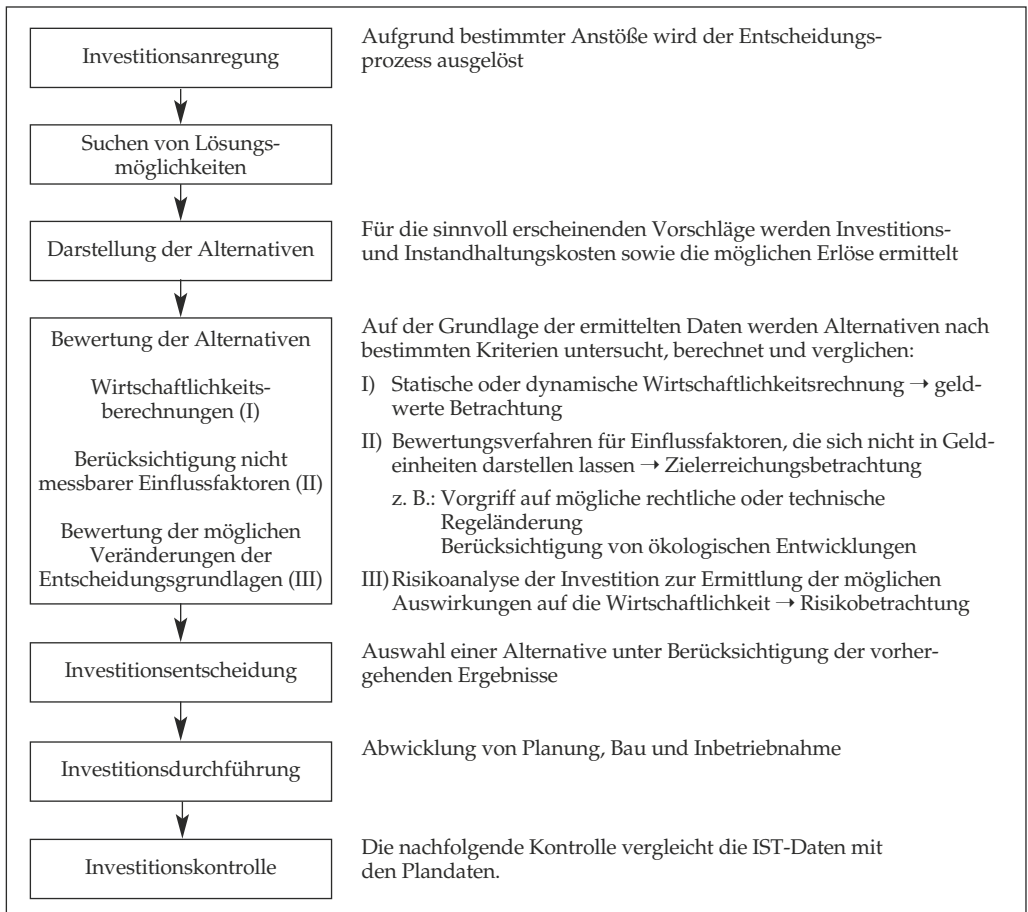 Investitionsanregung
Aufgrund bestimmter Anstöße wird der Entscheidungs-
prozess ausgelöst
Suchen von Lösungs-
möglichkeiten
Darstellung der Alternativen
Für die sinnvoll erscheinenden Vorschläge werden Investitions-
und Instandhaltungskosten sowie die möglichen Erlöse ermittelt
Bewertung der Alternativen
Wirtschaftlichkeits-
berechnungen (I)
Berücksichtigung nicht
messbarer Einflussfaktoren (II)
Bewertung der möglichen
Veränderungen der
Entscheidungsgrundlagen (III)
Auf der Grundlage der ermittelten Daten werden Alternativen nach
bestimmten Kriterien untersucht, berechnet und verglichen:
I) Statische oder dynamische Wirtschaftlichkeitsrechnung → geld-
werte Betrachtung
II) Bewertungsverfahren für Einflussfaktoren, die sich nicht in Geld-
einheiten darstellen lassen → Zielerreichungsbetrachtung
z. B.: Vorgriff auf mögliche rechtliche oder technische
Regeländerung
Berücksichtigung von ökologischen Entwicklungen
III) Risikoanalyse der Investition zur Ermittlung der möglichen
Auswirkungen auf die Wirtschaftlichkeit → Risikobetrachtung
Investitionsentscheidung
Auswahl einer Alternative unter Berücksichtigung der vorher-
gehenden Ergebnisse
Investitionsdurchführung
Abwicklung von Planung, Bau und Inbetriebnahme
Investitionskontrolle
Die nachfolgende Kontrolle vergleicht die IST-Daten mit
den Plandaten.